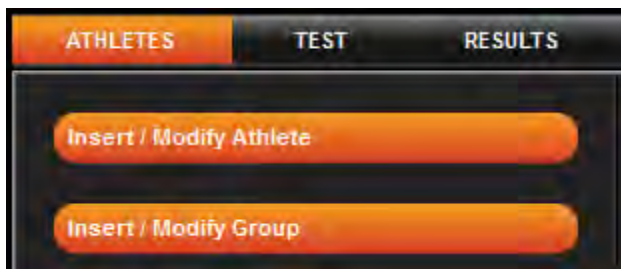 ATHLETES TEST RESULTS
Insert / Modify Athlete
Insert / Modify Group